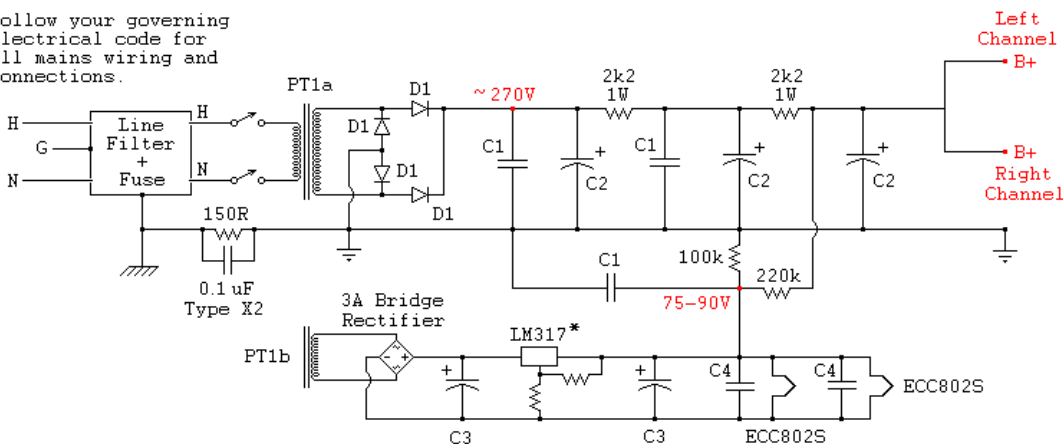 ollow your governing
lectrical code for
ll mains wiring and
onnections.
Left
Channel
B+
PT1a
D1
~270V
2k2
1W
2k2
1W
H
H
Line
Filter
+
Fuse
G
N
N
D1
D1
D1
C1
+
C2
C1
+
C2
+
C2
B+
Right
Channel
150R
0.1 uF
Type X2
C1
100k
220k
75-90V
3A Bridge
Rectifier
PT1b
- +
LM317*
+
C3
+
C3
C4
C4
ECC802S
ECC802S